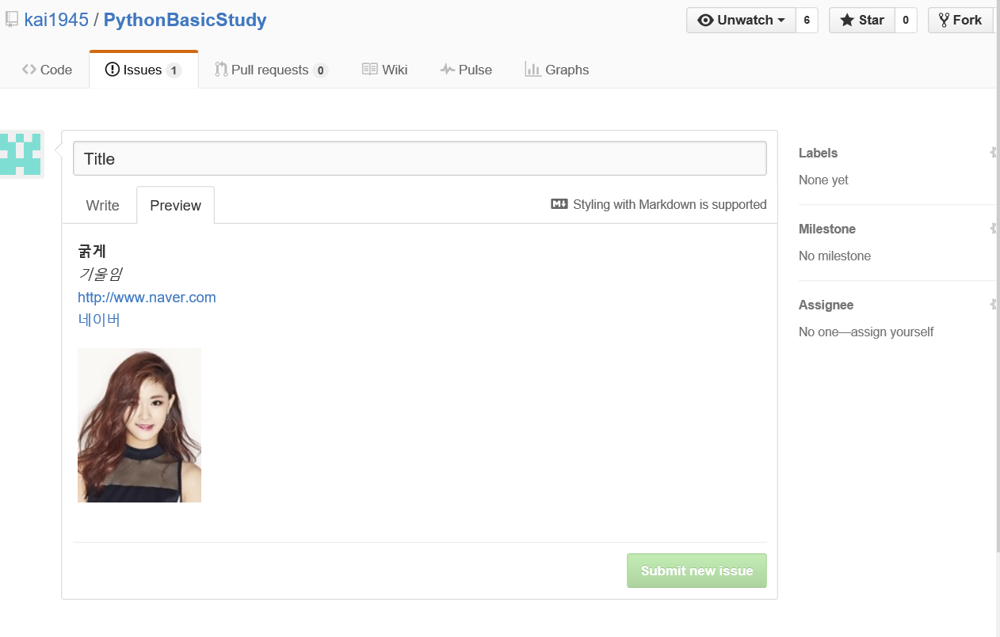 kai1945 / PythonBasicStudy
Unwatch 6 Star 0 Fork
Code Issues 1 Pull requests 0 Wiki Pulse Graphs
Title
Write Preview Styling with Markdown is supported
굵게
기울임
http://www.naver.com
네이버
Submit new issue
Labels
None yet
Milestone
No milestone
Assignee
No one—assign yourself